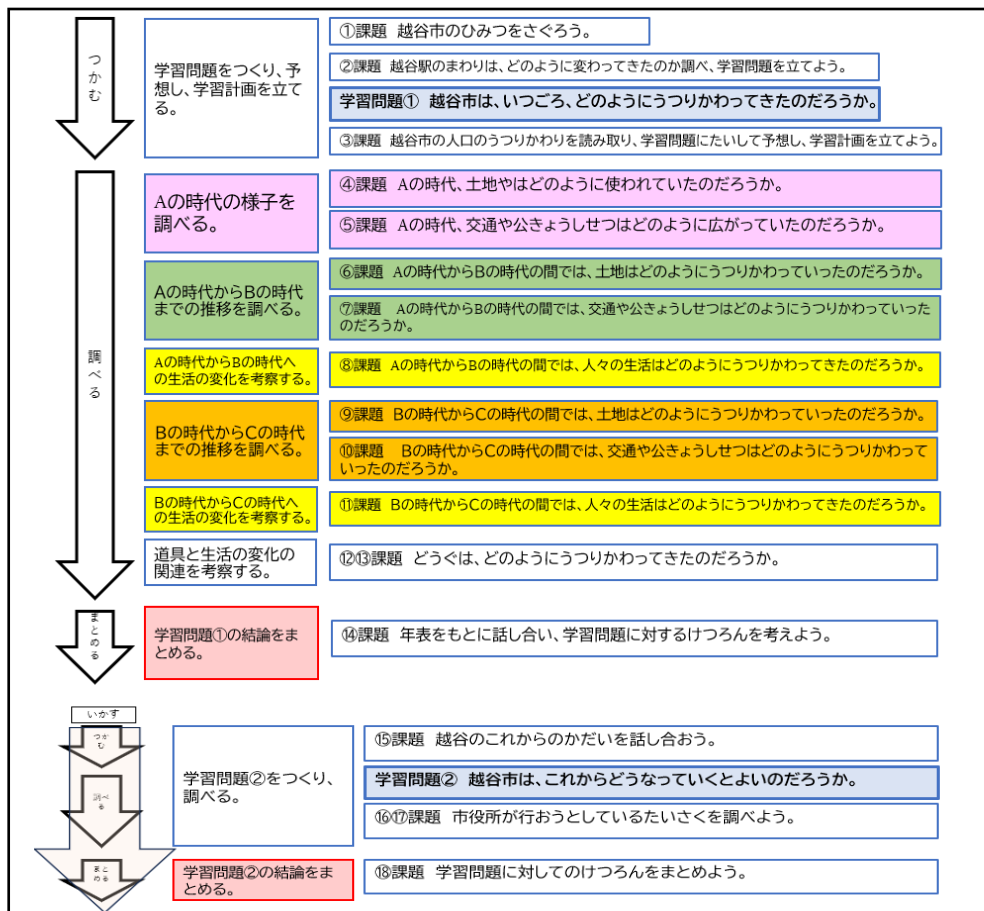 つかむ
学習問題をつくり、予
想し、学習計画を立て
る。
①課題 越谷市のひみつをさぐろう。
②課題 越谷駅のまわりは、どのように変わってきたのか調べ、学習問題を立てよう。
学習問題① 越谷市は、いつごろ、どのようにうつりかわってきたのだろうか。
③課題 越谷市の人口のうつりかわりを読み取り、学習問題にたいして予想し、学習計画を立てよう。
調べる
Aの時代の様子を
調べる。
④課題 Aの時代、土地やはどのように使われていたのだろうか。
⑤課題 Aの時代、交通や公きょうしせつはどのように広がっていたのだろうか。
Aの時代からBの時代
までの推移を調べる。
⑥課題 Aの時代からBの時代の間では、土地はどのようにうつりかわっていったのだろうか。
⑦課題 Aの時代からBの時代の間では、交通や公きょうしせつはどのようにうつりかわっていった
のだろうか。
Aの時代からBの時代へ
の生活の変化を考察する。
⑧課題 Aの時代からBの時代の間では、人々の生活はどのようにうつりかわってきたのだろうか。
Bの時代からCの時代
までの推移を調べる。
⑨課題 Bの時代からCの時代の間では、土地はどのようにうつりかわっていったのだろうか。
⑩課題 Bの時代からCの時代の間では、交通や公きょうしせつはどのようにうつりかわって
いったのだろうか。
Bの時代からCの時代へ
の生活の変化を考察する。
⑪課題 Bの時代からCの時代の間では、人々の生活はどのようにうつりかわってきたのだろうか。
道具と生活の変化の
関連を考察する。
⑫⑬課題 どうぐは、どのようにうつりかわってきたのだろうか。
まとめる
学習問題①の結論をま
とめる。
⑭課題 年表をもとに話し合い、学習問題に対するけつろんを考えよう。
いかす
つかむ
調べる
まとめる
学習問題②をつくり、
調べる。
⑮課題 越谷のこれからのかだいを話し合おう。
学習問題② 越谷市は、これからどうなっていくとよいのだろうか。
⑯⑰課題 市役所が行おうとしているたいさくを調べよう。
学習問題②の結論をま
とめる。
⑱課題 学習問題に対してのけつろんをまとめよう。